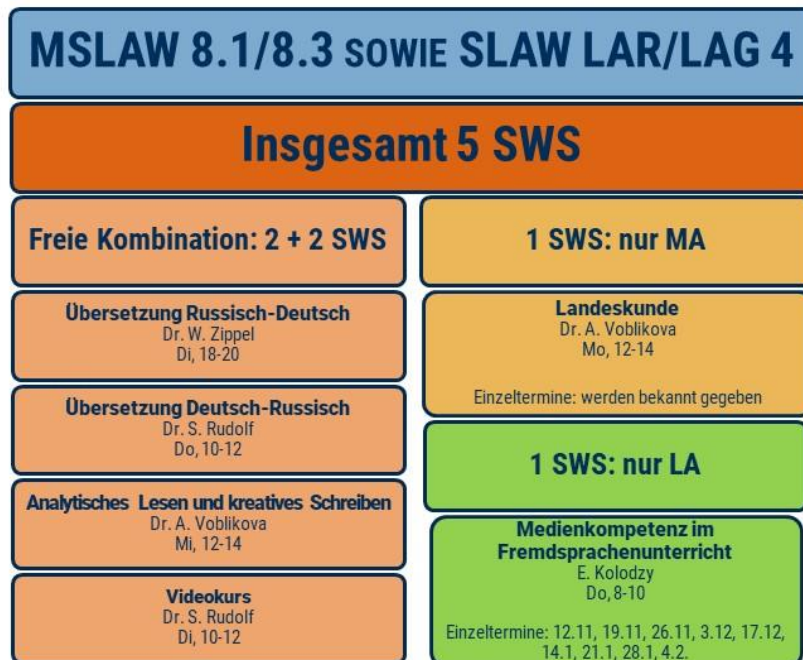 MSLAW 8.1/8.3 SOWIE SLAW LAR/LAG 4
Insgesamt 5 SWS
Freie Kombination: 2 + 2 SWS
Übersetzung Russisch-Deutsch
Dr. W. Zippel
Di, 18-20
Übersetzung Deutsch-Russisch
Dr. S. Rudolf
Do, 10-12
Analytisches Lesen und kreatives Schreiben
Dr. A. Voblikova
Mi, 12-14
Videokurs
Dr. S. Rudolf
Di, 10-12
1 SWS: nur MA
Landeskunde
Dr. A. Voblikova
Mo, 12-14
Einzeltermine: werden bekannt gegeben
1 SWS: nur LA
Medienkompetenz im
Fremdsprachenunterricht
E. Kolodzy
Do, 8-10
Einzeltermine: 12.11, 19.11, 26.11, 3.12, 17.12,
14.1, 21.1, 28.1, 4.2.